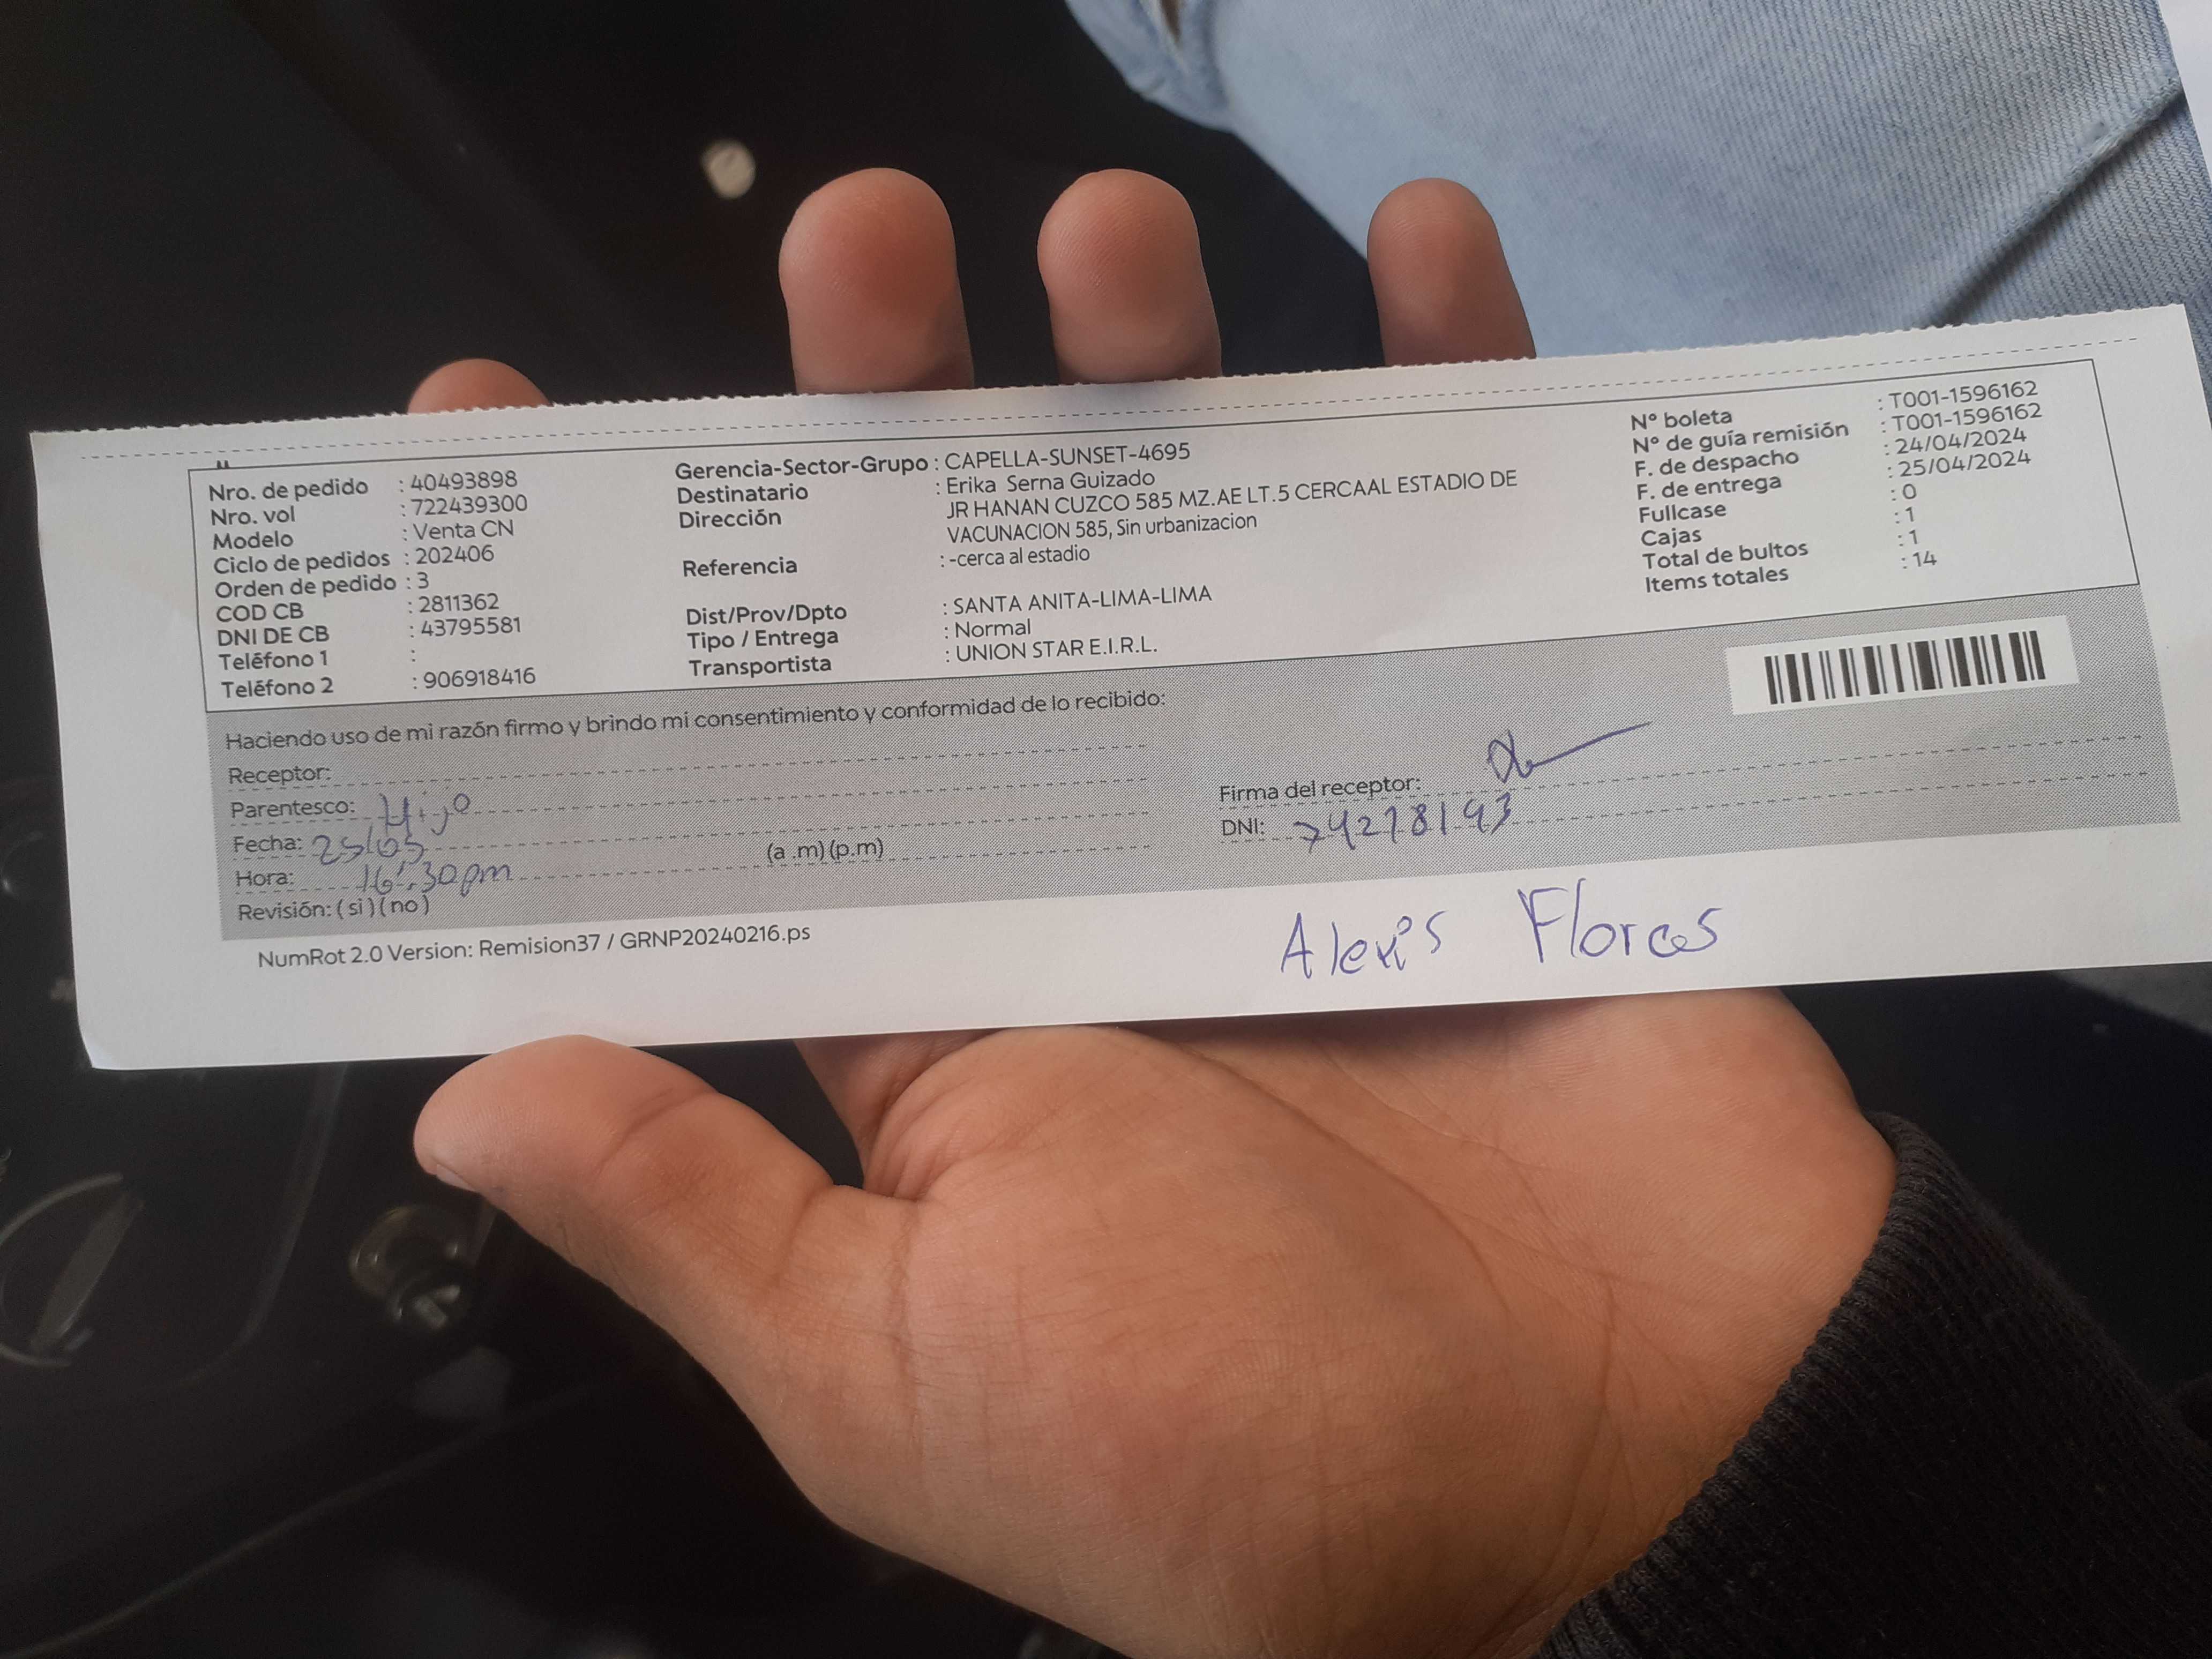 Nro. de pedido : 40493898
Nro. vol : 722439300
Modelo : Venta CN
Ciclo de pedidos : 202406
Orden de pedido : 3
COD CB : 2811362
DNI DE CB : 43795581
Teléfono 1 :
Teléfono 2 : 906918416
Gerencia-Sector-Grupo : CAPELLA-SUNSET-4695
Destinatario : Erika Serna Guizado
Dirección JR HANAN CUZCO 585 MZ.AE LT.5 CERCAAL ESTADIO DE
VACUNACION 585, Sin urbanizacion
Referencia : -cerca al estadio
Dist/Prov/Dpto : SANTA ANITA-LIMA-LIMA
Tipo / Entrega : Normal
Transportista : UNION STAR E.I.R.L.
N° boleta : T001-1596162
N° de guía remisión : T001-1596162
F. de despacho : 24/04/2024
F. de entrega : 25/04/2024
Fullcase : 0
Cajas : 1
Total de bultos : 1
Items totales : 14
Haciendo uso de mi razón firmo y brindo mi consentimiento y conformidad de lo recibido:
Receptor:
Parentesco: Hijo
Fecha: 25/05
Hora: 16:30pm (a .m) (p.m)
Revisión: (si) (no)
Firma del receptor:
DNI: 74278193
NumRot 2.0 Version: Remision37 / GRNP20240216.ps
Alexis Flores